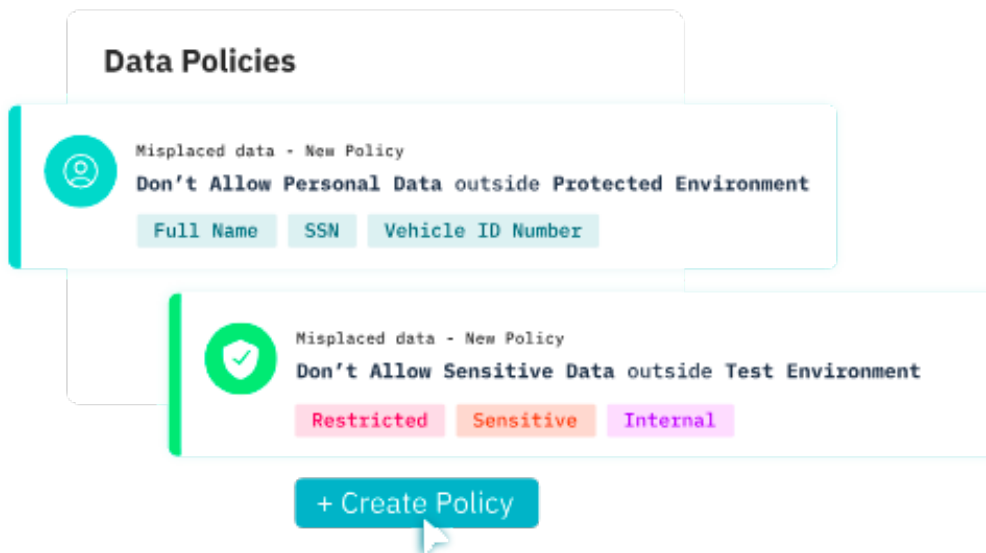 Data Policies
Misplaced data - New Policy
Don’t Allow Personal Data outside Protected Environment
Full Name SSN Vehicle ID Number
Misplaced data - New Policy
Don’t Allow Sensitive Data outside Test Environment
Restricted Sensitive Internal
+ Create Policy